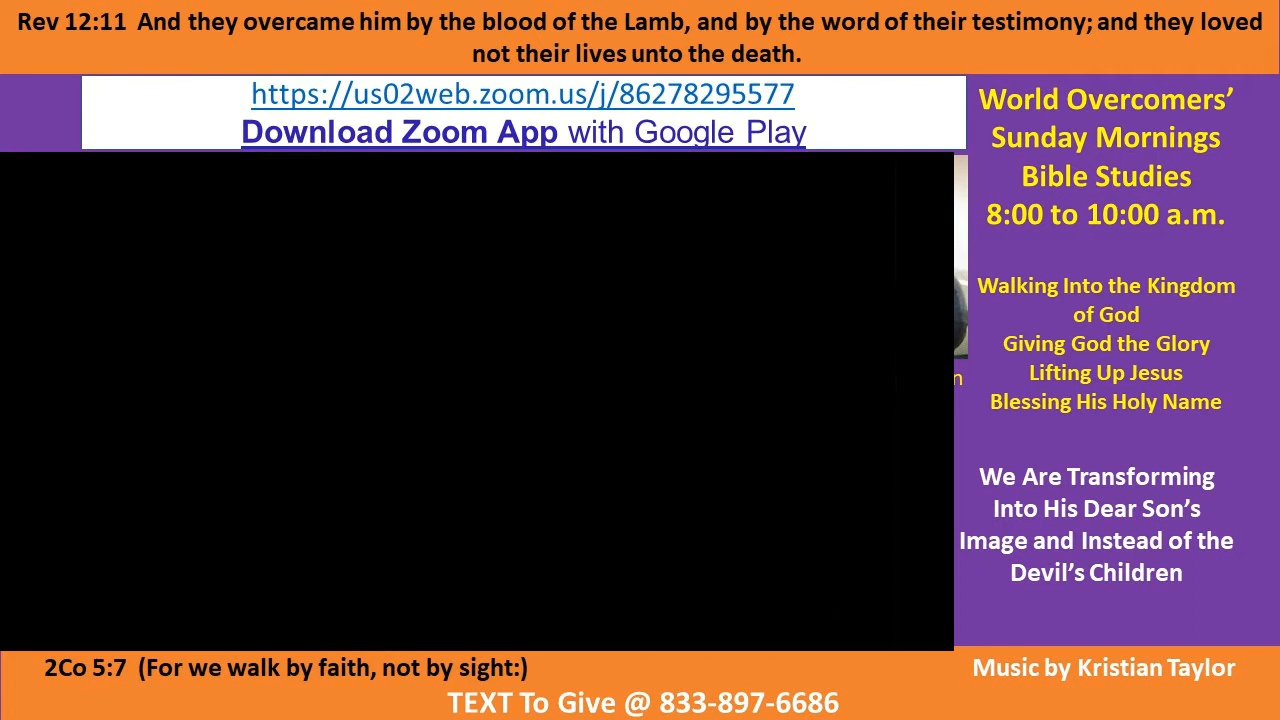 Rev 12:11  And they overcame him by the blood of the Lamb, and by the word of their testimony; and they loved
not their lives unto the death.
https://us02web.zoom.us/j/86278295577
Download Zoom App with Google Play
World Overcomers’
Sunday Mornings
Bible Studies
8:00 to 10:00 a.m.
Walking Into the Kingdom
of God
Giving God the Glory
Lifting Up Jesus
Blessing His Holy Name
We Are Transforming
Into His Dear Son’s
Image and Instead of the
Devil’s Children
2Co 5:7  (For we walk by faith, not by sight:)
Music by Kristian Taylor
TEXT To Give @ 833-897-6686